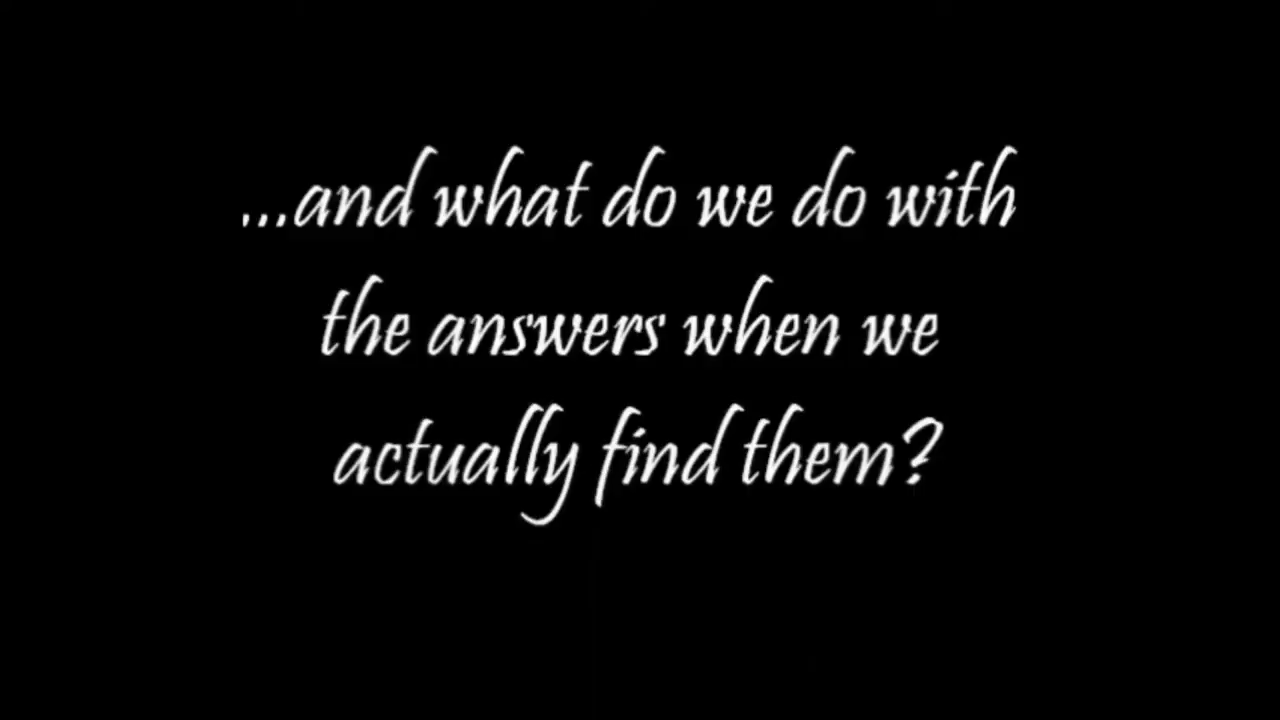 ...and what do we do with
the answers when we
actually find them?